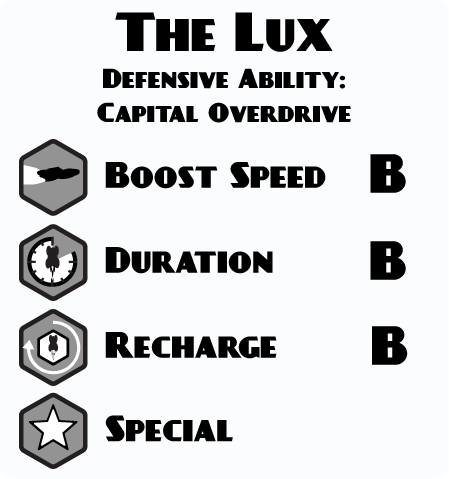 The Lux
Defensive Ability:
Capital Overdrive
Boost Speed B
Duration B
Recharge B
Special